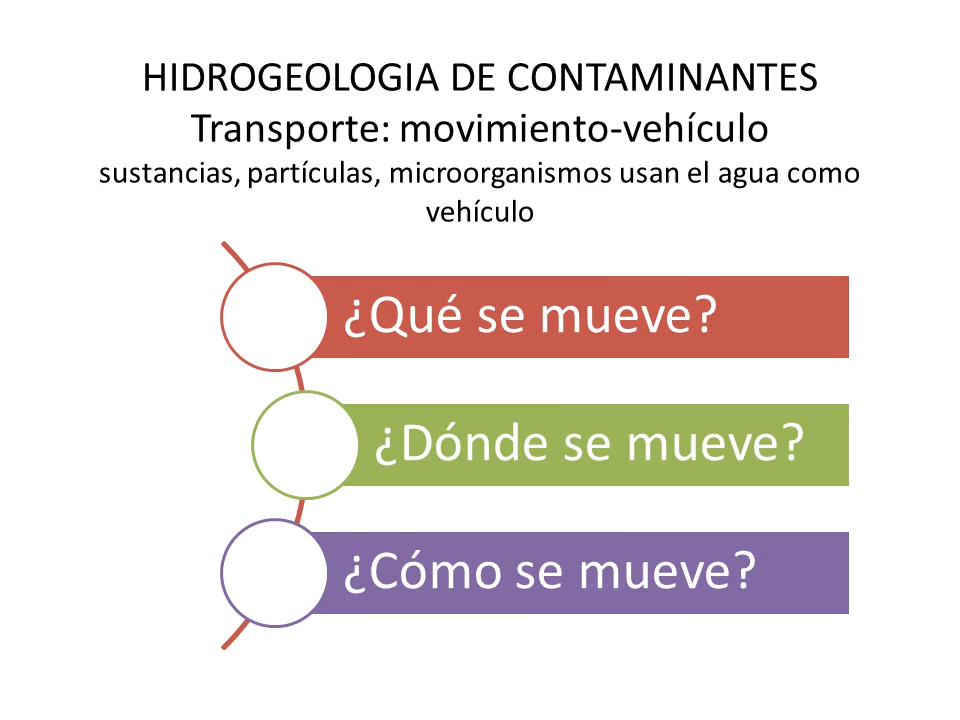 HIDROGEOLOGIA DE CONTAMINANTES
Transporte: movimiento-vehículo
sustancias, partículas, microorganismos usan el agua como
vehículo
¿Qué se mueve?
¿Dónde se mueve?
¿Cómo se mueve?